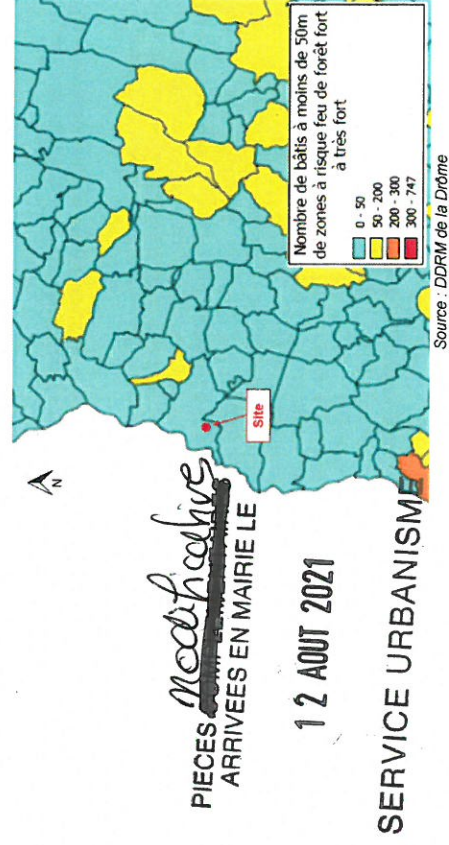 Nombre de bâtis à moins de 50m
de zones à risque feu de forêt fort
à très fort
0 - 50
50 - 200
200 - 300
300 - 747
Site
N
Source : DDRM de la Drôme
PIECES modificative
ARRIVEES EN MAIRIE LE
12 AOUT 2021
SERVICE URBANISME